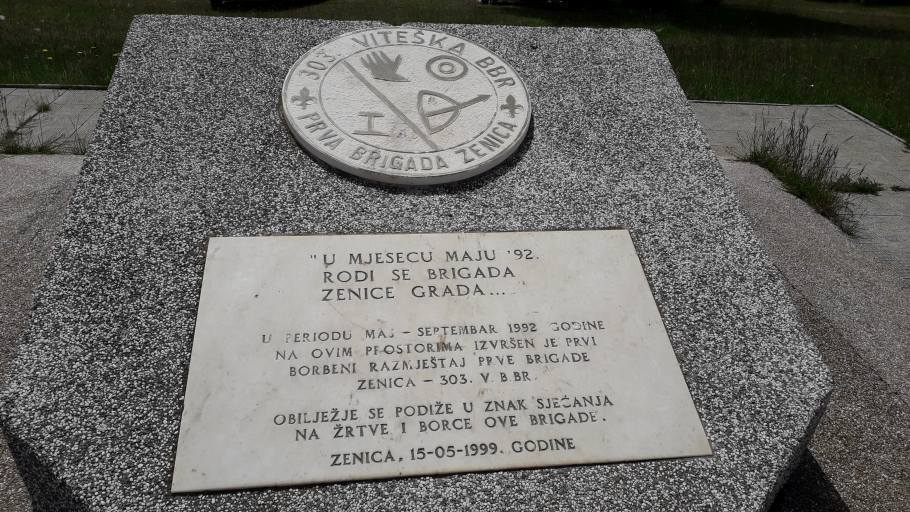 303. VITEŠKA BBR
PRVA BRIGADA ZENICA
"U MJESECU MAJU '92.
RODI SE BRIGADA
ZENICE GRADA...
U PERIODU MAJ - SEPTEMBAR 1992 GODINE
NA OVIM PROSTORIMA IZVRŠEN JE PRVI
BORBENI RAZMJEŠTAJ PRVE BRIGADE
ZENICA - 303. V. B.BR.
OBILJEŽJE SE PODIŽE U ZNAK SJEĆANJA
NA ŽRTVE I BORCE OVE BRIGADE.
ZENICA, 15-05-1999. GODINE